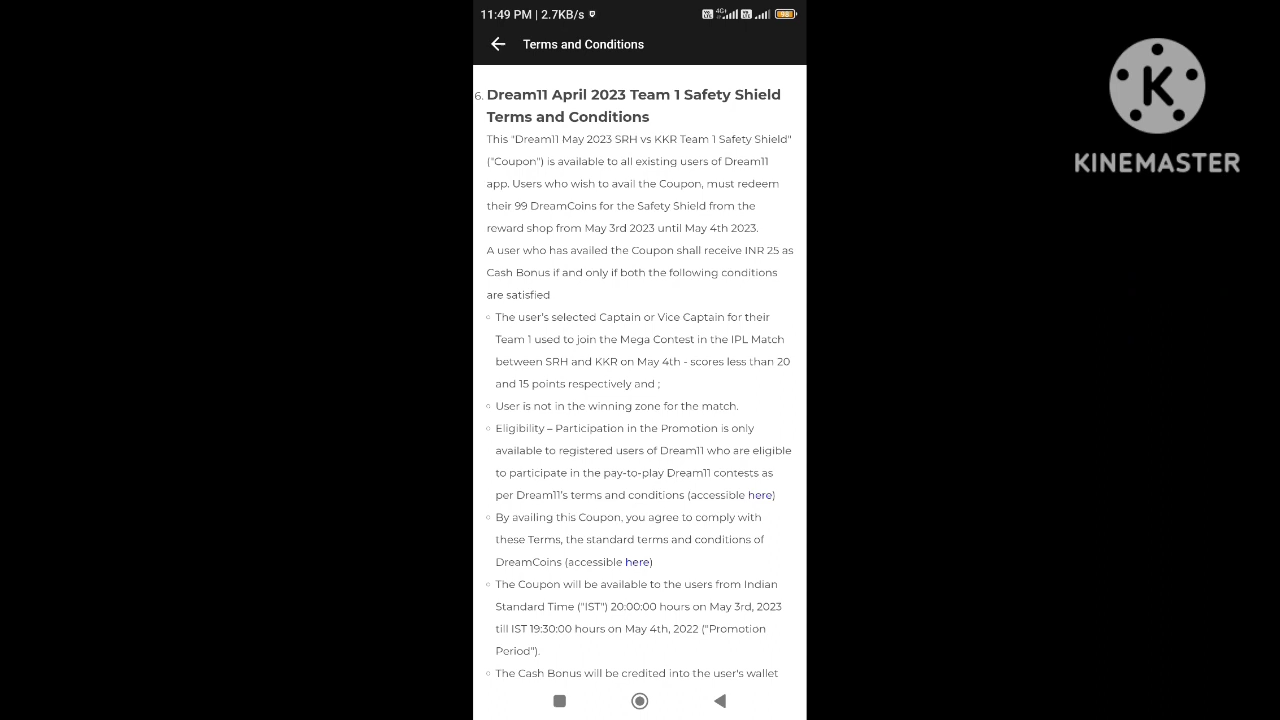 11:49 PM | 2.7KB/s
4G+
98
Terms and Conditions
6. Dream11 April 2023 Team 1 Safety Shield
Terms and Conditions
This "Dream11 May 2023 SRH vs KKR Team 1 Safety Shield"
("Coupon") is available to all existing users of Dream11
app. Users who wish to avail the Coupon, must redeem
their 99 DreamCoins for the Safety Shield from the
reward shop from May 3rd 2023 until May 4th 2023.
A user who has availed the Coupon shall receive INR 25 as
Cash Bonus if and only if both the following conditions
are satisfied
The user's selected Captain or Vice Captain for their
Team 1 used to join the Mega Contest in the IPL Match
between SRH and KKR on May 4th - scores less than 20
and 15 points respectively and ;
User is not in the winning zone for the match.
Eligibility – Participation in the Promotion is only
available to registered users of Dream11 who are eligible
to participate in the pay-to-play Dream11 contests as
per Dream11's terms and conditions (accessible here)
By availing this Coupon, you agree to comply with
these Terms, the standard terms and conditions of
DreamCoins (accessible here)
The Coupon will be available to the users from Indian
Standard Time ("IST") 20:00:00 hours on May 3rd, 2023
till IST 19:30:00 hours on May 4th, 2022 ("Promotion
Period").
The Cash Bonus will be credited into the user's wallet
K
KINEMASTER